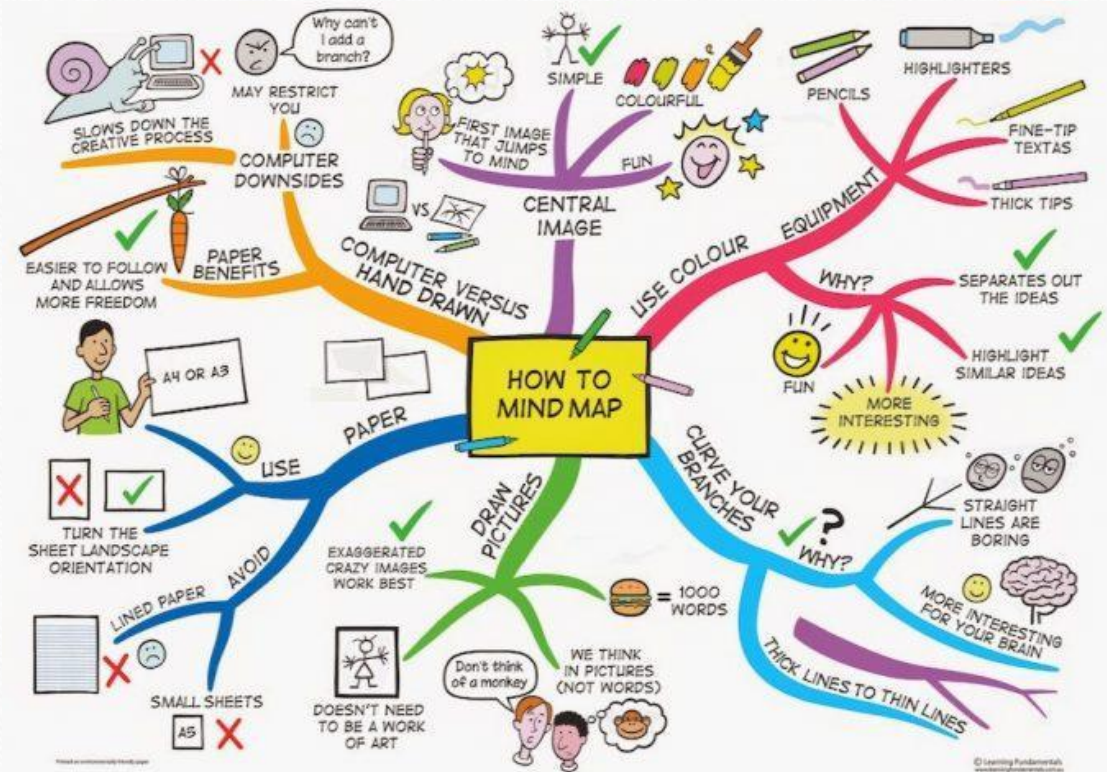 HOW TO
MIND MAP
CENTRAL
IMAGE
FIRST IMAGE
THAT JUMPS
TO MIND
SIMPLE
COLOURFUL
FUN
USE COLOUR
EQUIPMENT
PENCILS
HIGHLIGHTERS
FINE-TIP
TEXTAS
THICK TIPS
WHY?
SEPARATES OUT
THE IDEAS
HIGHLIGHT
SIMILAR IDEAS
MORE
INTERESTING
FUN
CURVE YOUR
BRANCHES
?
WHY?
STRAIGHT
LINES ARE
BORING
MORE INTERESTING
FOR YOUR BRAIN
THICK LINES TO THIN LINES
DRAW
PICTURES
= 1000
WORDS
WE THINK
IN PICTURES
(NOT WORDS)
Don't think
of a monkey
DOESN'T NEED
TO BE A WORK
OF ART
EXAGGERATED
CRAZY IMAGES
WORK BEST
PAPER
USE
A4 OR A3
TURN THE
SHEET LANDSCAPE
ORIENTATION
AVOID
LINED PAPER
SMALL SHEETS
A5
COMPUTER VERSUS
HAND DRAWN
VS
PAPER
BENEFITS
EASIER TO FOLLOW
AND ALLOWS
MORE FREEDOM
COMPUTER
DOWNSIDES
SLOWS DOWN THE
CREATIVE PROCESS
MAY RESTRICT
YOU
Why can't
I add a
branch?
© Learning Fundamentals